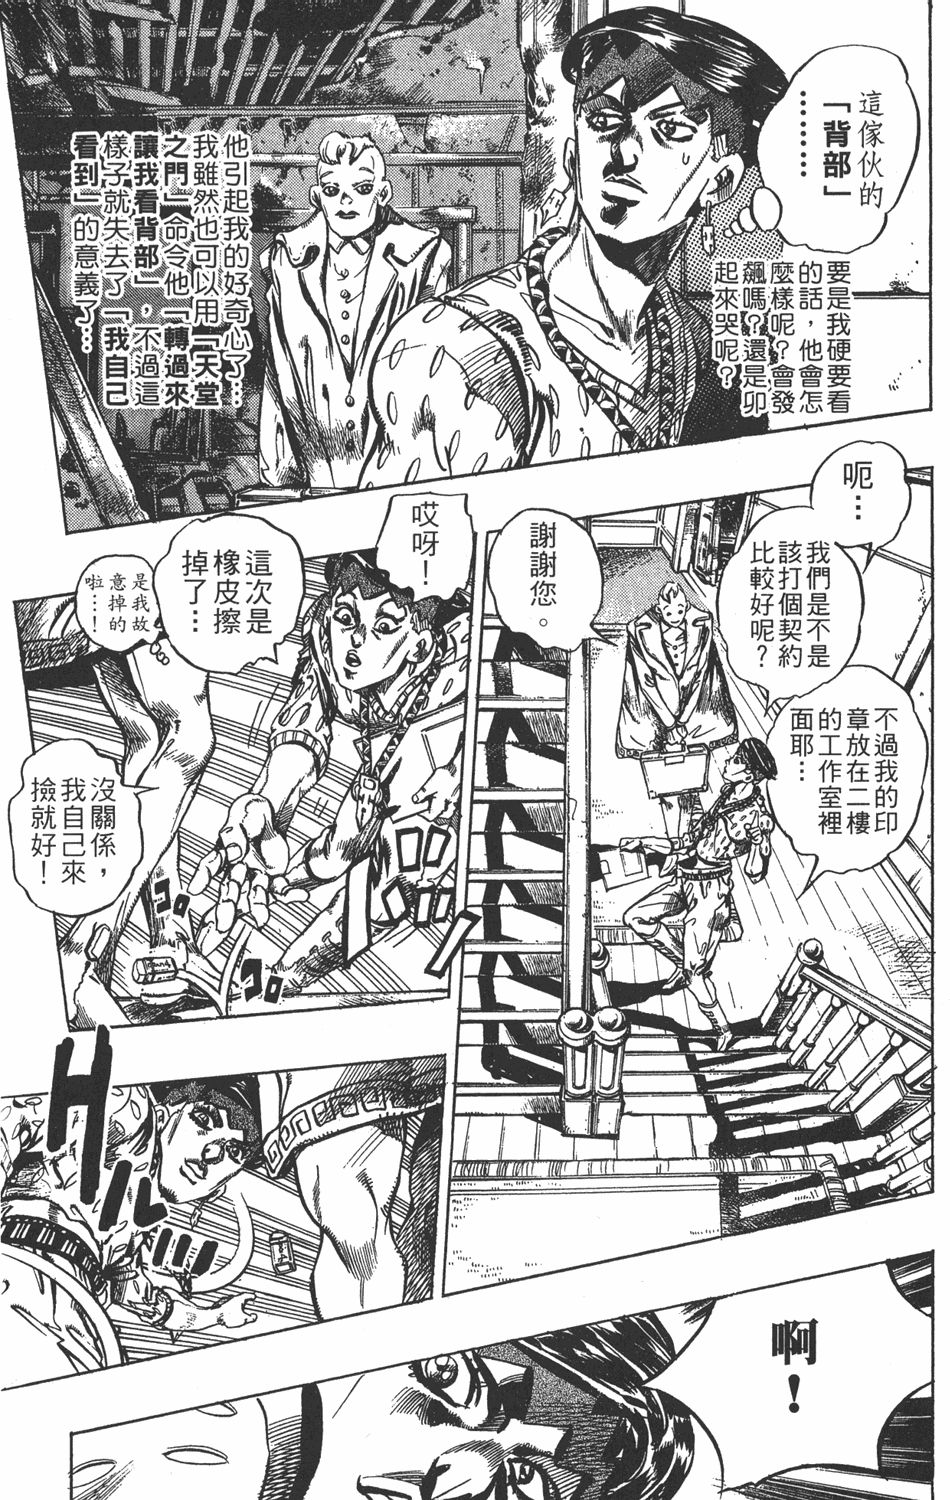 這傢伙的
「背部」
⋯⋯⋯
要是我硬要看
的話，他會怎
麼樣呢？會發
飆嗎？還是卯
起來哭呢？
他引起我的好奇心了⋯
我雖然也可以用「天堂
之門」命令他「轉過來
讓我看背部」，不過這
樣子就失去了「我自己
看到」的意義了⋯
呃⋯
我們是不是
該打個契約
比較好呢？
不過我的印
章放在二樓
的工作室裡
面耶⋯
謝謝您。
哎呀！
這次是
橡皮擦
掉了⋯
是我故
意掉的
啦⋯！
沒關係，
我自己來
撿就好！
コロ
コロ
啊！